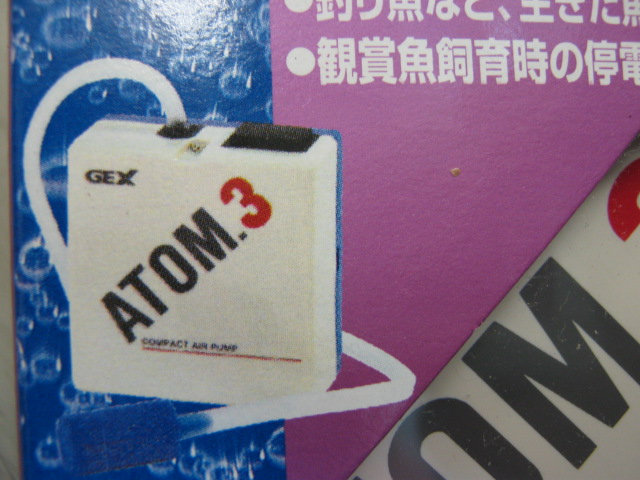 ●釣り魚など、生きた魚
●観賞魚飼育時の停電
GEX
ATOM.3
COMPACT AIR PUMP
OM